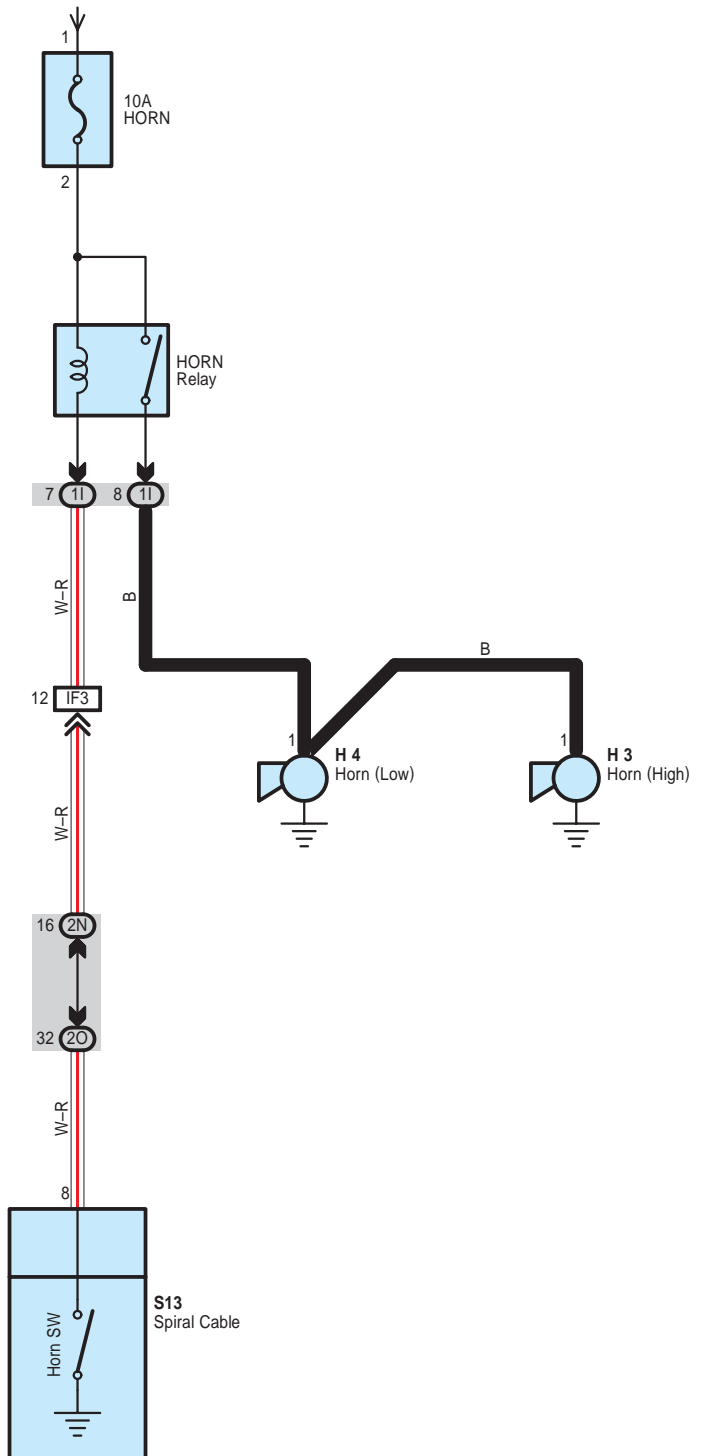 1
10A
HORN
2
HORN
Relay
7 1I 8 1I
W–R
B
B
12 IF3
1
H 4
Horn (Low)
1
H 3
Horn (High)
W–R
16 2N
32 2O
W–R
8
S13
Spiral Cable
Horn SW